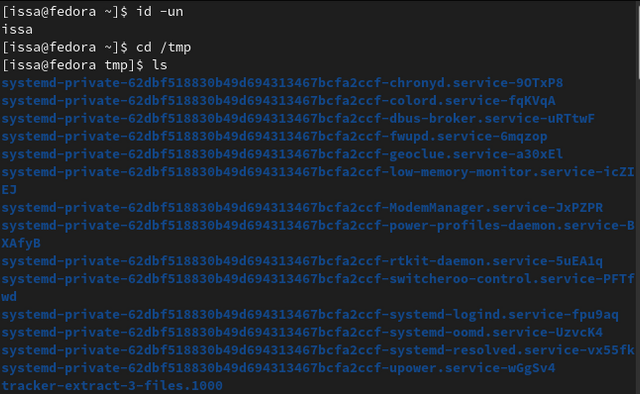 [issa@fedora ~]$ id -un
issa
[issa@fedora ~]$ cd /tmp
[issa@fedora tmp]$ ls
systemd-private-62dbf518830b49d694313467bcfa2ccf-chronyd.service-9OTxP8
systemd-private-62dbf518830b49d694313467bcfa2ccf-colord.service-fqKVqA
systemd-private-62dbf518830b49d694313467bcfa2ccf-dbus-broker.service-uRTtwF
systemd-private-62dbf518830b49d694313467bcfa2ccf-fwupd.service-6mqzop
systemd-private-62dbf518830b49d694313467bcfa2ccf-geoclue.service-a30xEl
systemd-private-62dbf518830b49d694313467bcfa2ccf-low-memory-monitor.service-icZI
EJ
systemd-private-62dbf518830b49d694313467bcfa2ccf-ModemManager.service-JxPZPR
systemd-private-62dbf518830b49d694313467bcfa2ccf-power-profiles-daemon.service-B
XAfyB
systemd-private-62dbf518830b49d694313467bcfa2ccf-rtkit-daemon.service-5uEA1q
systemd-private-62dbf518830b49d694313467bcfa2ccf-switcheroo-control.service-PFTf
wd
systemd-private-62dbf518830b49d694313467bcfa2ccf-systemd-logind.service-fpu9aq
systemd-private-62dbf518830b49d694313467bcfa2ccf-systemd-oomd.service-UzvcK4
systemd-private-62dbf518830b49d694313467bcfa2ccf-systemd-resolved.service-vx55fk
systemd-private-62dbf518830b49d694313467bcfa2ccf-upower.service-wGgSv4
tracker-extract-3-files.1000